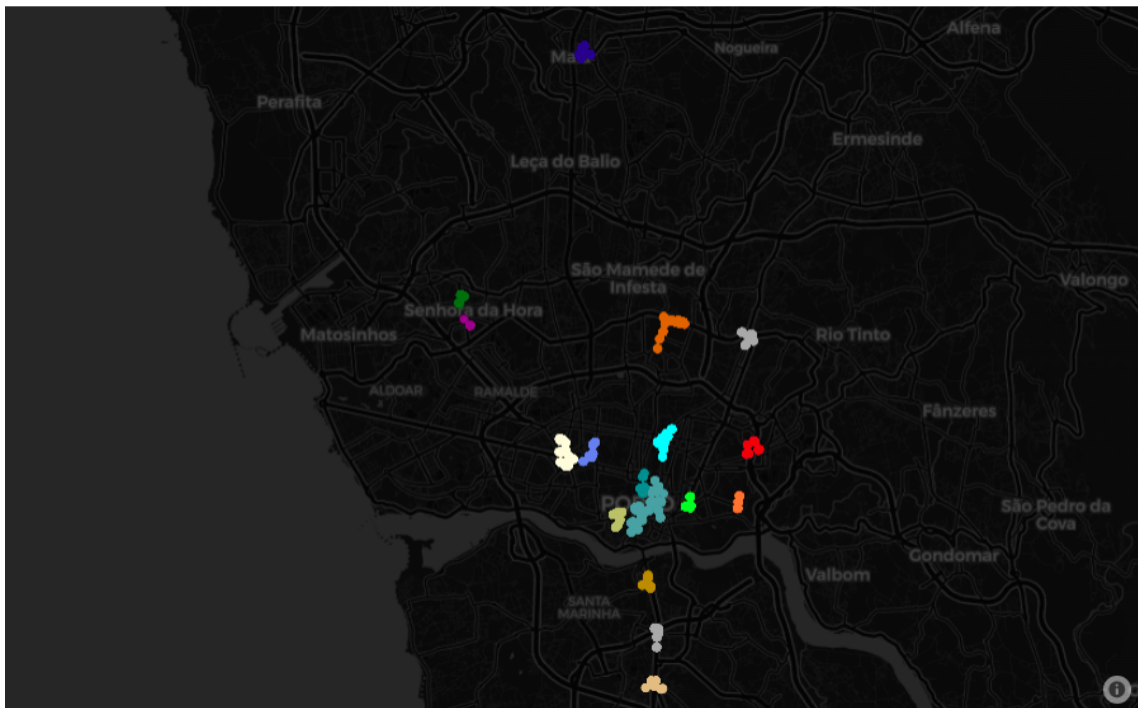 Alfena
Nogueira
Perafita
Ermesinde
Leça do Balio
São Mamede de
Infesta
Valongo
Senhora da Hora
Matosinhos
Rio Tinto
ALDOAR
RAMALDE
Fânzeres
São Pedro da
Cova
Gondomar
Valbom
SANTA
MARINHA